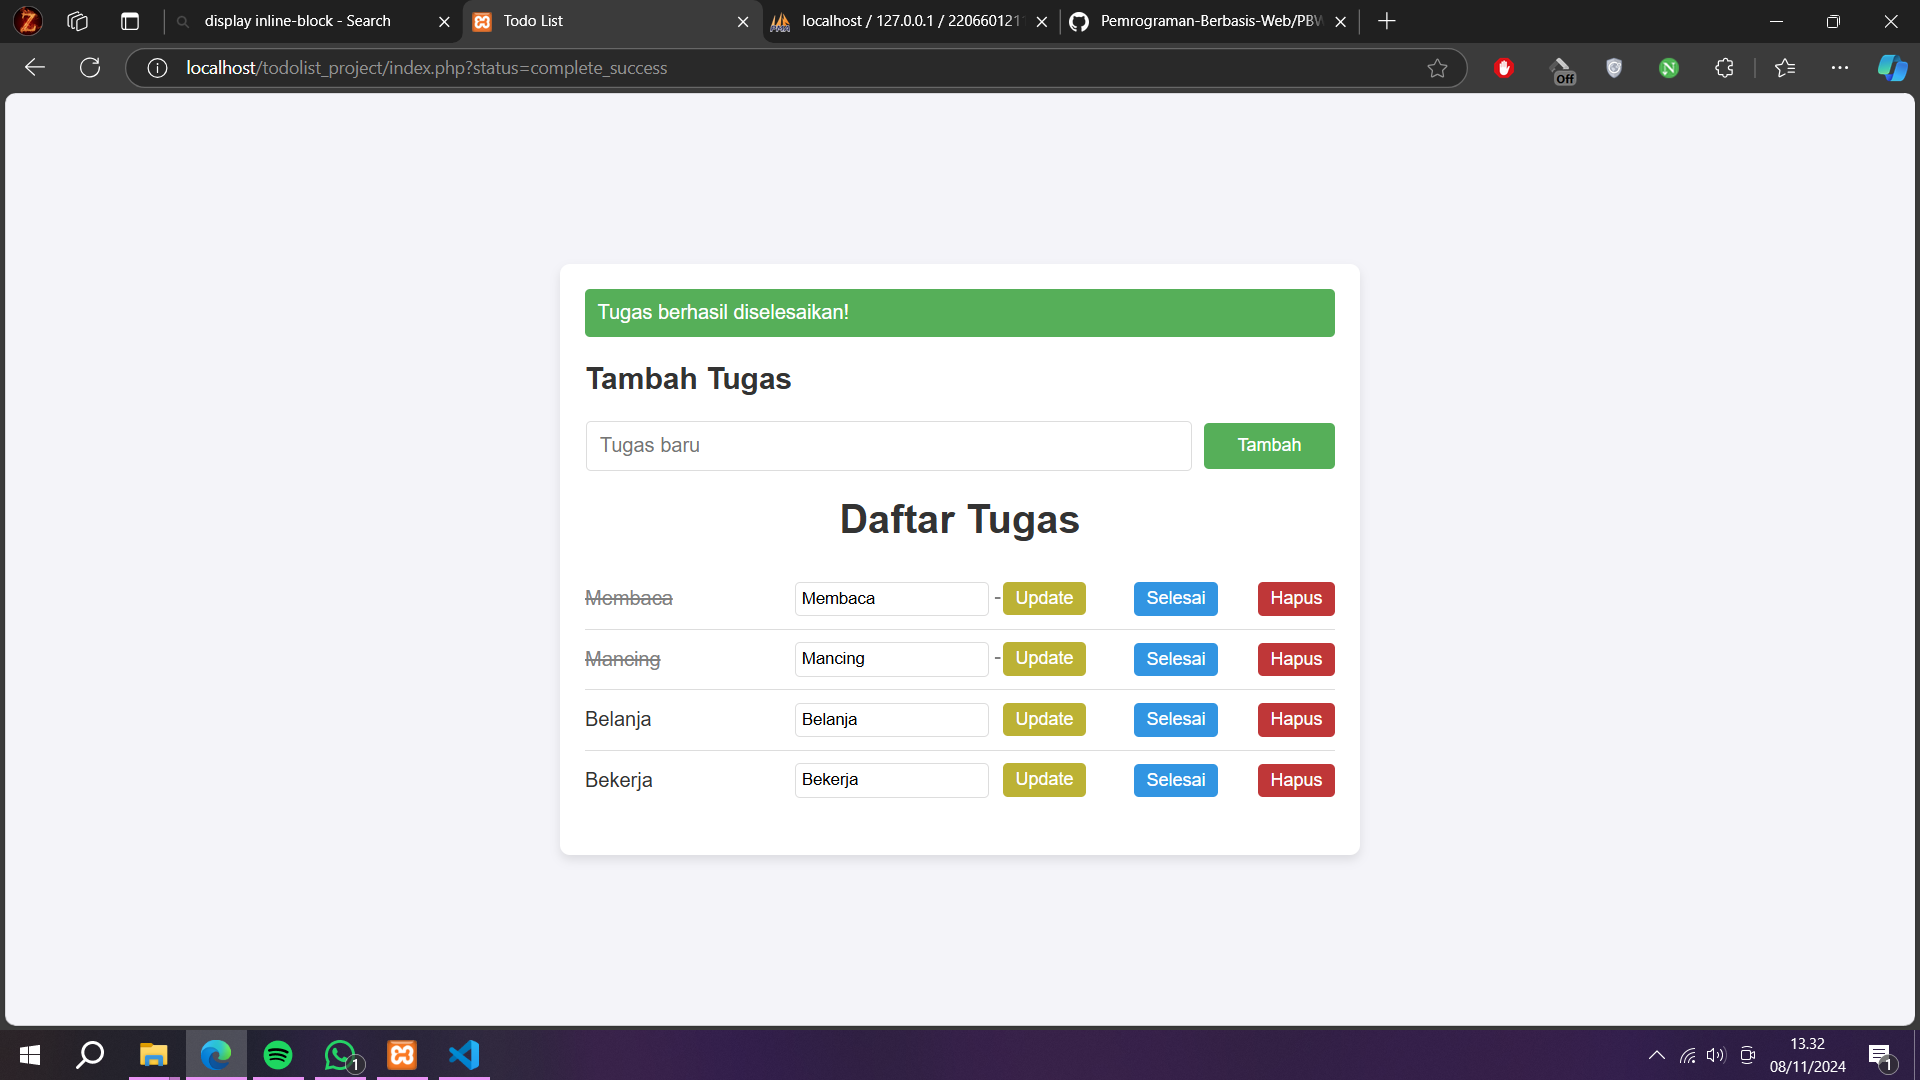 display inline-block - Search
Todo List
localhost / 127.0.0.1 / 220660121
Pemrograman-Berbasis-Web/PBW
localhost/todolist_project/index.php?status=complete_success
Off
Tugas berhasil diselesaikan!
Tambah Tugas
Tugas baru
Tambah
Daftar Tugas
Membaca Membaca - Update Selesai Hapus
Mancing Mancing - Update Selesai Hapus
Belanja Belanja Update Selesai Hapus
Bekerja Bekerja Update Selesai Hapus
1
13.32
08/11/2024
1